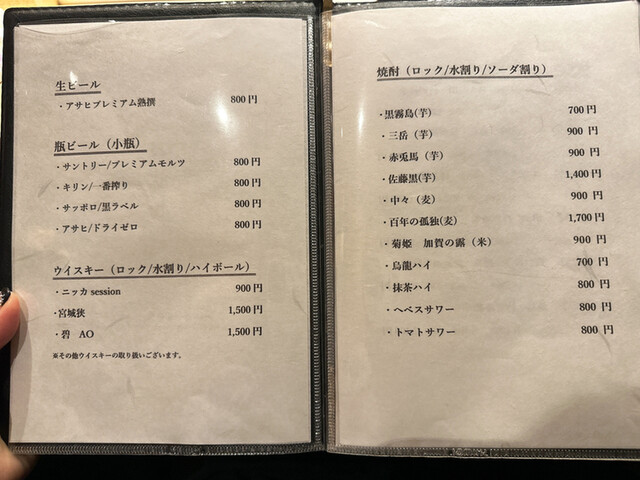 生ビール
・アサヒプレミアム熟撰 800円
瓶ビール（小瓶）
・サントリー/プレミアムモルツ 800円
・キリン/一番搾り 800円
・サッポロ/黒ラベル 800円
・アサヒ/ドライゼロ 800円
ウイスキー（ロック/水割り/ハイボール）
・ニッカ session 900円
・宮城狭 1,500円
・碧　AO 1,500円
※その他ウイスキーの取り扱いございます。
焼酎（ロック/水割り/ソーダ割り）
・黒霧島(芋) 700円
・三岳（芋） 900円
・赤兎馬（芋） 900円
・佐藤黒(芋) 1,400円
・中々（麦） 900円
・百年の孤独(麦) 1,700円
・菊姫　加賀の露（米） 900円
・烏龍ハイ 700円
・抹茶ハイ 800円
・ヘベスサワー 800円
・トマトサワー 800円